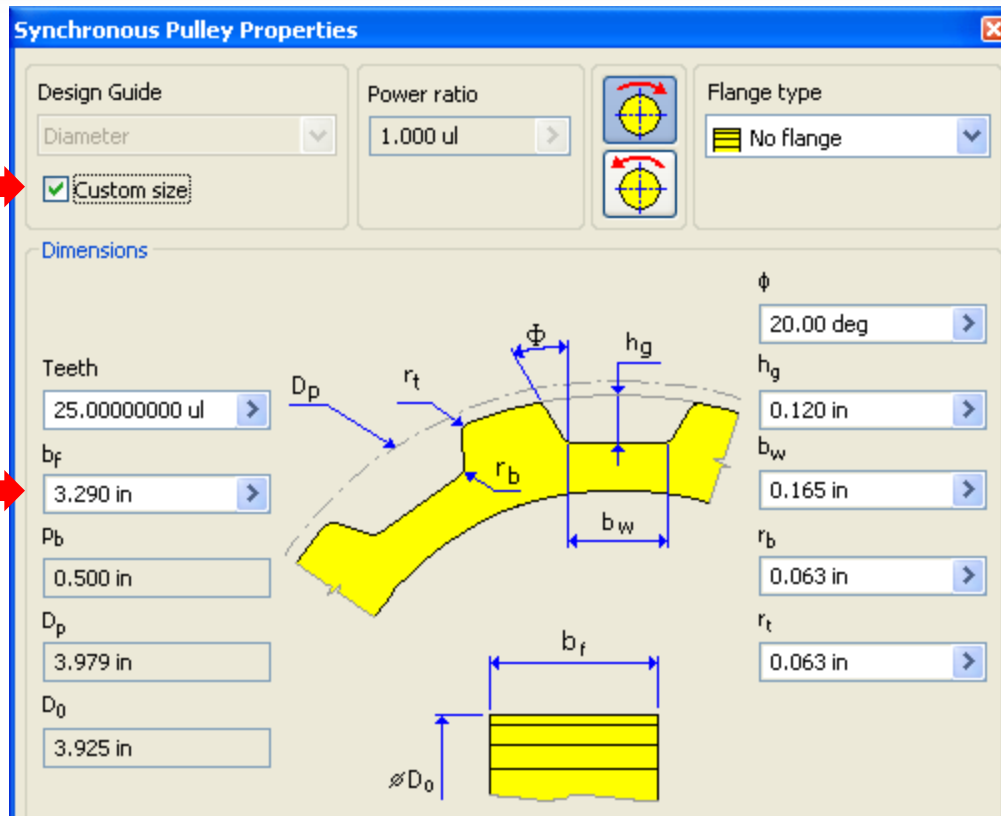 Synchronous Pulley Properties
Design Guide
Diameter
Custom size
Power ratio
1.000 ul
Flange type
No flange
Dimensions
Teeth
25.00000000 ul
bf
3.290 in
Pb
0.500 in
Dp
3.979 in
D0
3.925 in
Dp
rt
Φ
hg
rb
bw
bf
⌀D0
ϕ
20.00 deg
hg
0.120 in
bw
0.165 in
rb
0.063 in
rt
0.063 in